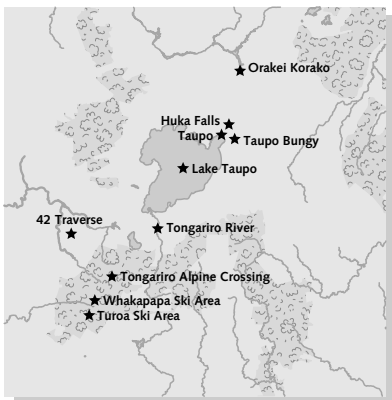 Orakei Korako
Huka Falls
Taupo
Taupo Bungy
Lake Taupo
42 Traverse
Tongariro River
Tongariro Alpine Crossing
Whakapapa Ski Area
Turoa Ski Area